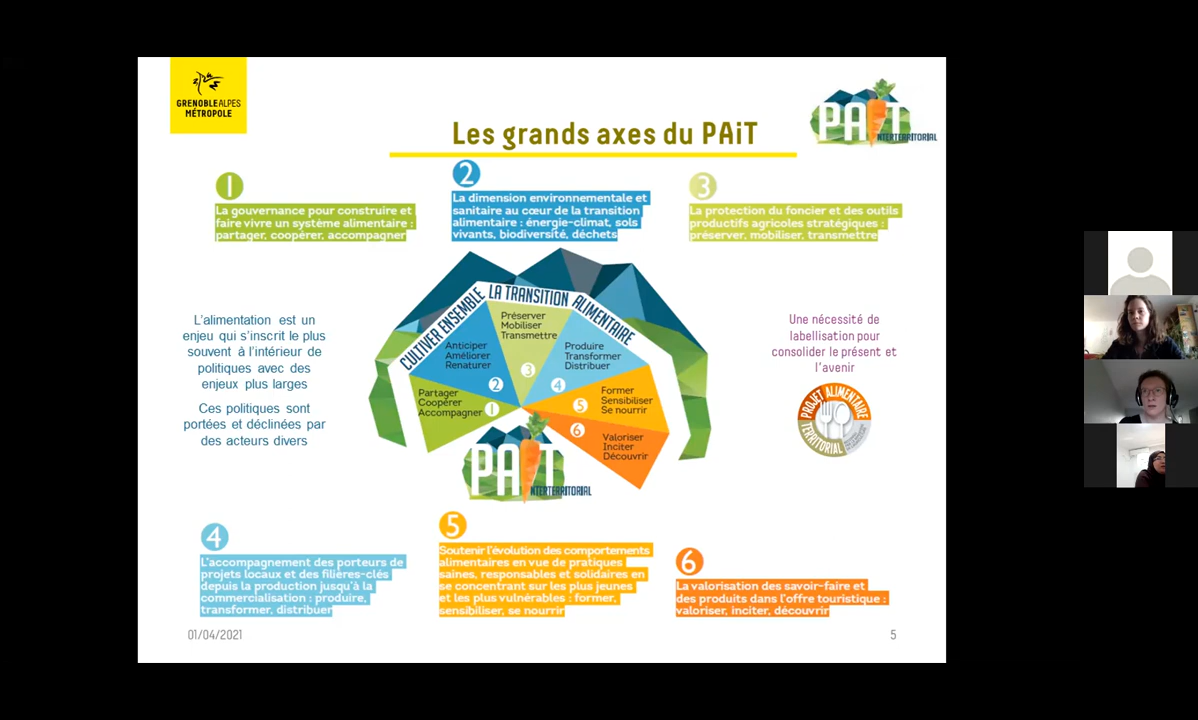 GRENOBLEALPES
MÉTROPOLE
Les grands axes du PAiT
PAiT
INTERTERRITORIAL
1
La gouvernance pour construire et
faire vivre un système alimentaire :
partager, coopérer, accompagner
2
La dimension environnementale et
sanitaire au cœur de la transition
alimentaire : énergie-climat, sols
vivants, biodiversité, déchets
3
La protection du foncier et des outils
productifs agricoles stratégiques :
préserver, mobiliser, transmettre
L'alimentation est un
enjeu qui s'inscrit le plus
souvent à l'intérieur de
politiques avec des
enjeux plus larges
Ces politiques sont
portées et déclinées par
des acteurs divers
CULTIVER ENSEMBLE LA TRANSITION ALIMENTAIRE
Partager
Coopérer
Accompagner
1
Anticiper
Améliorer
Renaturer
2
Préserver
Mobiliser
Transmettre
3
Produire
Transformer
Distribuer
4
Former
Sensibiliser
Se nourrir
5
Valoriser
Inciter
Découvrir
6
PAiT
INTERTERRITORIAL
Une nécessité de
labellisation pour
consolider le présent et
l'avenir
PROJET ALIMENTAIRE
TERRITORIAL
4
L'accompagnement des porteurs de
projets locaux et des filières-clés
depuis la production jusqu'à la
commercialisation : produire,
transformer, distribuer
5
Soutenir l'évolution des comportements
alimentaires en vue de pratiques
saines, responsables et solidaires en
se concentrant sur les plus jeunes
et les plus vulnérables : former,
sensibiliser, se nourrir
6
La valorisation des savoir-faire et
des produits dans l'offre touristique :
valoriser, inciter, découvrir
01/04/2021
5